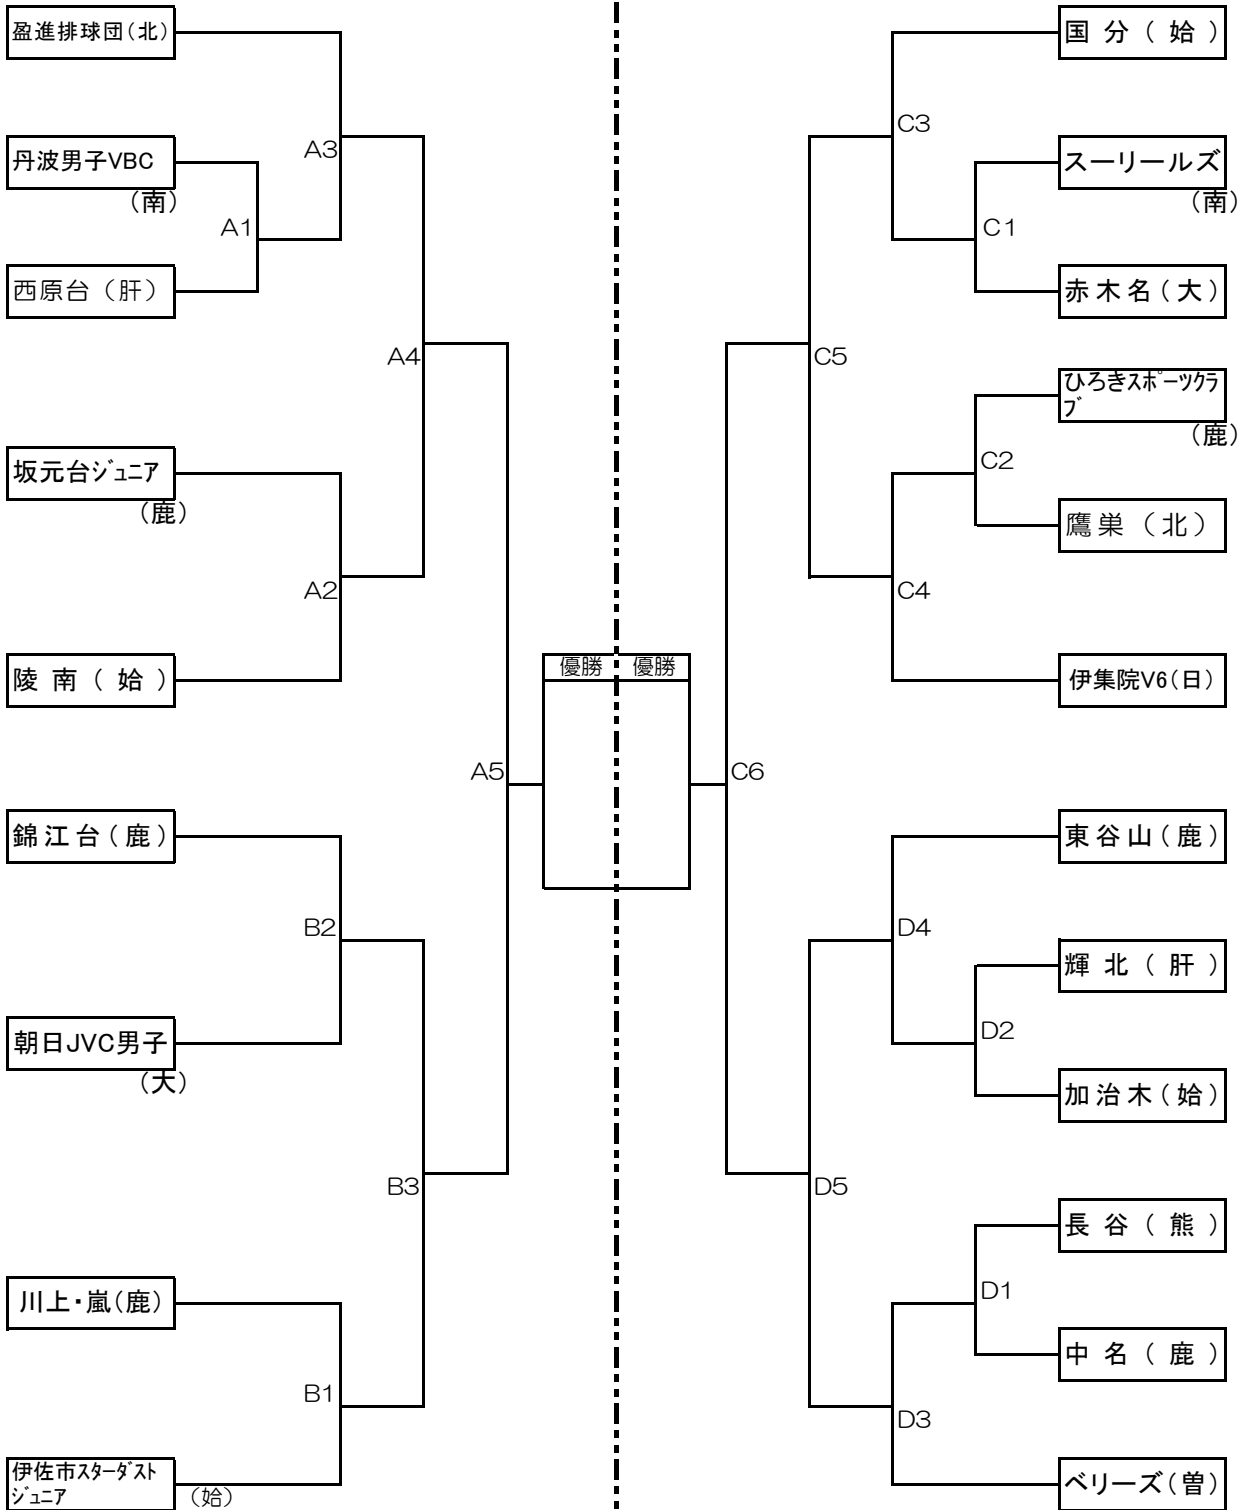 盈進排球団(北)
丹波男子VBC
(南)
西原台(肝)
A1
A3
A4
坂元台ジュニア
(鹿)
A2
陵南(姶)
A5
錦江台(鹿)
B2
朝日JVC男子
(大)
B3
川上・嵐(鹿)
B1
伊佐市スターダスト
ジュニア
(姶)
優勝 優勝
国分(姶)
C3
スーリールズ
(南)
C1
赤木名(大)
C5
ひろきスポーツクラ
ブ
(鹿)
C2
鷹巣(北)
C4
伊集院V6(日)
C6
東谷山(鹿)
D4
輝北(肝)
D2
加治木(姶)
D5
長谷(熊)
D1
中名(鹿)
D3
ベリーズ(曽)